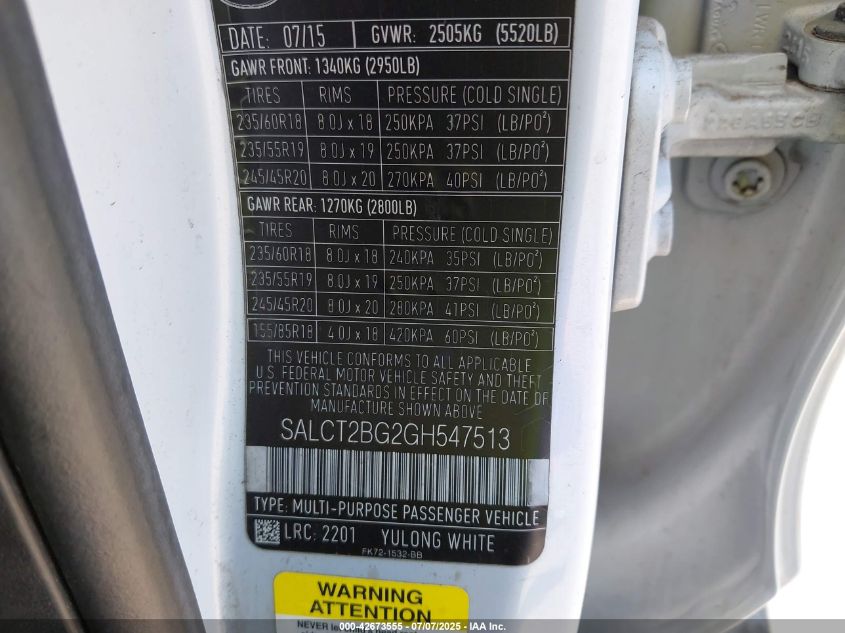 DATE: 07/15 GVWR: 2505KG (5520LB)
GAWR FRONT: 1340KG (2950LB)
TIRES RIMS PRESSURE (COLD SINGLE)
235/60R18 8.0J x 18 250KPA 37PSI (LB/PO²)
235/55R19 8.0J x 19 250KPA 37PSI (LB/PO²)
245/45R20 8.0J x 20 270KPA 40PSI (LB/PO²)
GAWR REAR: 1270KG (2800LB)
TIRES RIMS PRESSURE (COLD SINGLE)
235/60R18 8.0J x 18 240KPA 35PSI (LB/PO²)
235/55R19 8.0J x 19 250KPA 37PSI (LB/PO²)
245/45R20 8.0J x 20 280KPA 41PSI (LB/PO²)
155/85R18 4.0J x 18 420KPA 60PSI (LB/PO²)
THIS VEHICLE CONFORMS TO ALL APPLICABLE
U.S. FEDERAL MOTOR VEHICLE SAFETY AND THEFT
PREVENTION STANDARDS IN EFFECT ON THE DATE OF
MANUFACTURE SHOWN ABOVE
SALCT2BG2GH547513
TYPE: MULTI-PURPOSE PASSENGER VEHICLE
LRC: 2201 YULONG WHITE
FK72-1532-BB
WARNING
ATTENTION
NEVER
000-42673555 - 07/07/2025 - IAA Inc.